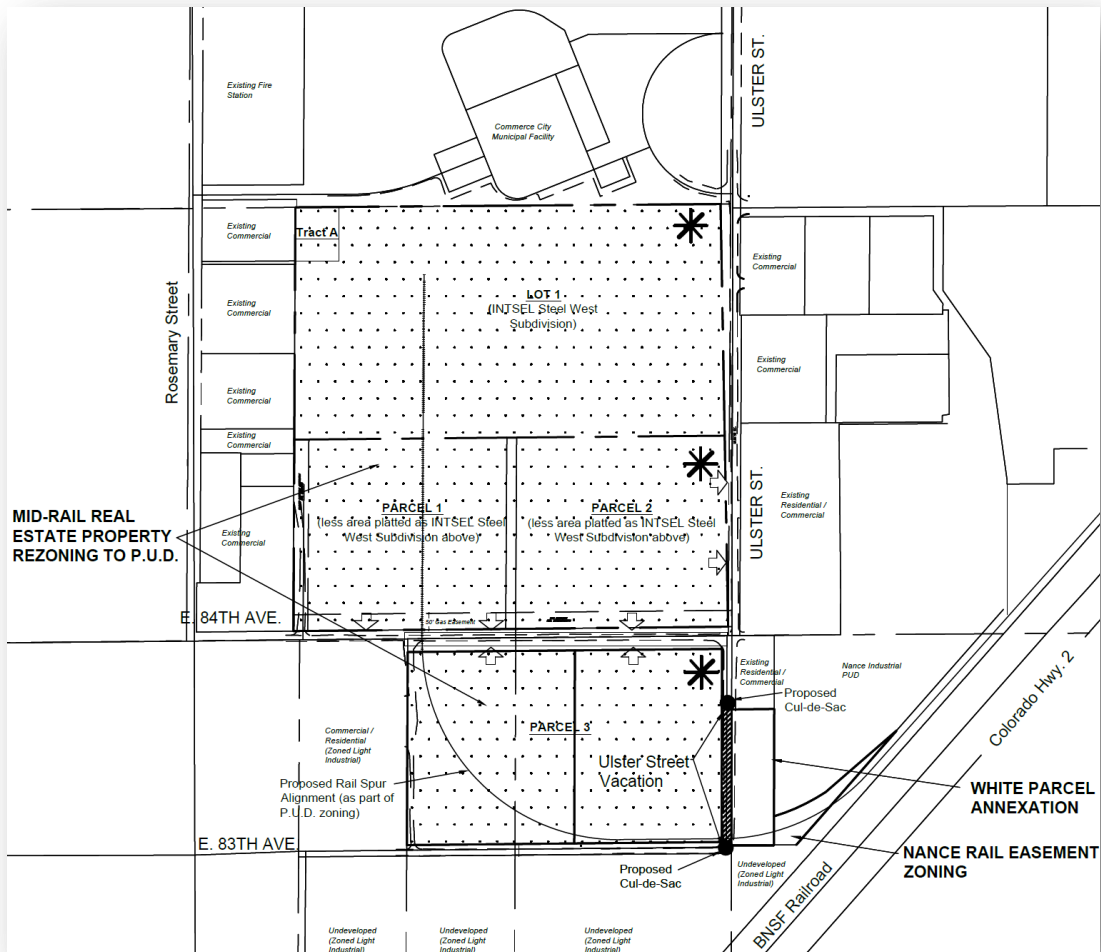 Existing Fire
Station
Commerce City
Municipal Facility
ULSTER ST.
Existing
Commercial
Tract A
Existing
Commercial
LOT 1
(INTSEL Steel West
Subdivision)
Existing
Commercial
Rosemary Street
Existing
Commercial
Existing
Commercial
Existing
Commercial
ULSTER ST.
Existing
Residential /
Commercial
MID-RAIL REAL
ESTATE PROPERTY
REZONING TO P.U.D.
Existing
Commercial
PARCEL 1
(less area platted as INTSEL Steel
West Subdivision above)
PARCEL 2
(less area platted as INTSEL Steel
West Subdivision above)
E. 84TH AVE.
50' Gas Easement
Existing
Residential /
Commercial
Nance Industrial
PUD
Colorado Hwy. 2
Proposed
Cul-de-Sac
PARCEL 3
Commercial /
Residential
(Zoned Light
Industrial)
Ulster Street
Vacation
Proposed Rail Spur
Alignment (as part of
P.U.D. zoning)
WHITE PARCEL
ANNEXATION
E. 83TH AVE.
NANCE RAIL EASEMENT
ZONING
Proposed
Cul-de-Sac
Undeveloped
(Zoned Light
Industrial)
BNSF Railroad
Undeveloped
(Zoned Light
Industrial)
Undeveloped
(Zoned Light
Industrial)
Undeveloped
(Zoned Light
Industrial)